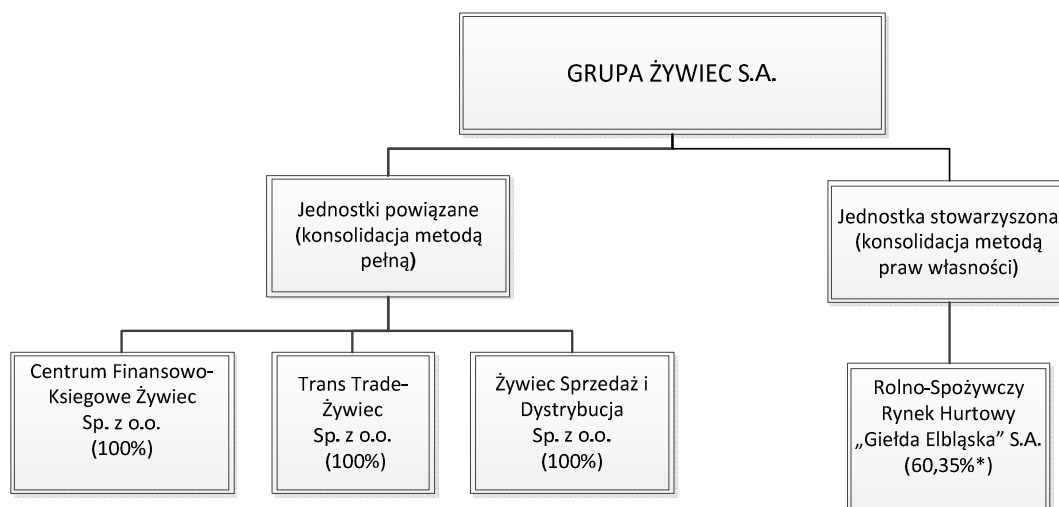 GRUPA ŻYWIEC S.A.
Jednostki powiązane
(konsolidacja metodą
pełną)
Jednostka stowarzyszona
(konsolidacja metodą
praw własności)
Centrum Finansowo-
Księgowe Żywiec
Sp. z o.o.
(100%)
Trans Trade-
Żywiec
Sp. z o.o.
(100%)
Żywiec Sprzedaż i
Dystrybucja
Sp. z o.o.
(100%)
Rolno-Spożywczy
Rynek Hurtowy
„Giełda Elbląska” S.A.
(60,35%*)